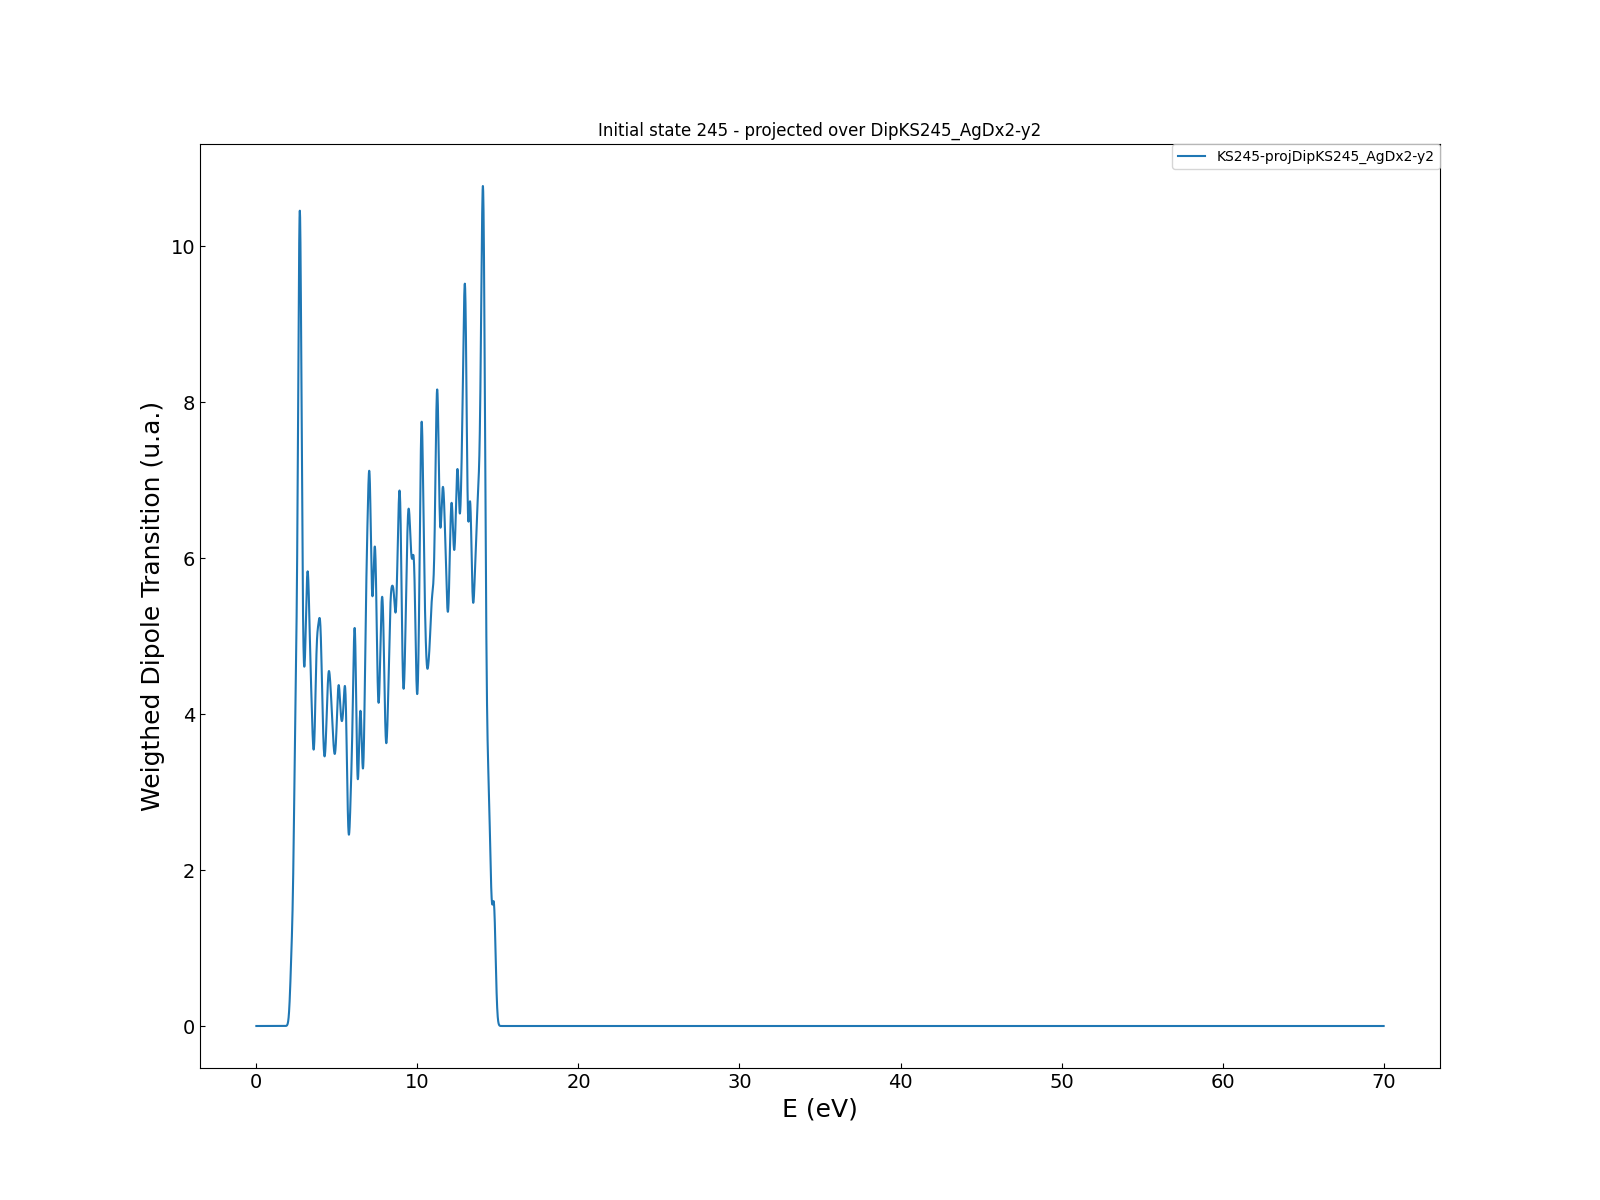 Initial state 245 - projected over DipKS245_AgDx2-y2
KS245-projDipKS245_AgDx2-y2
Weigthed Dipole Transition (u.a.)
10
8
6
4
2
0
0 10 20 30 40 50 60 70
E (eV)